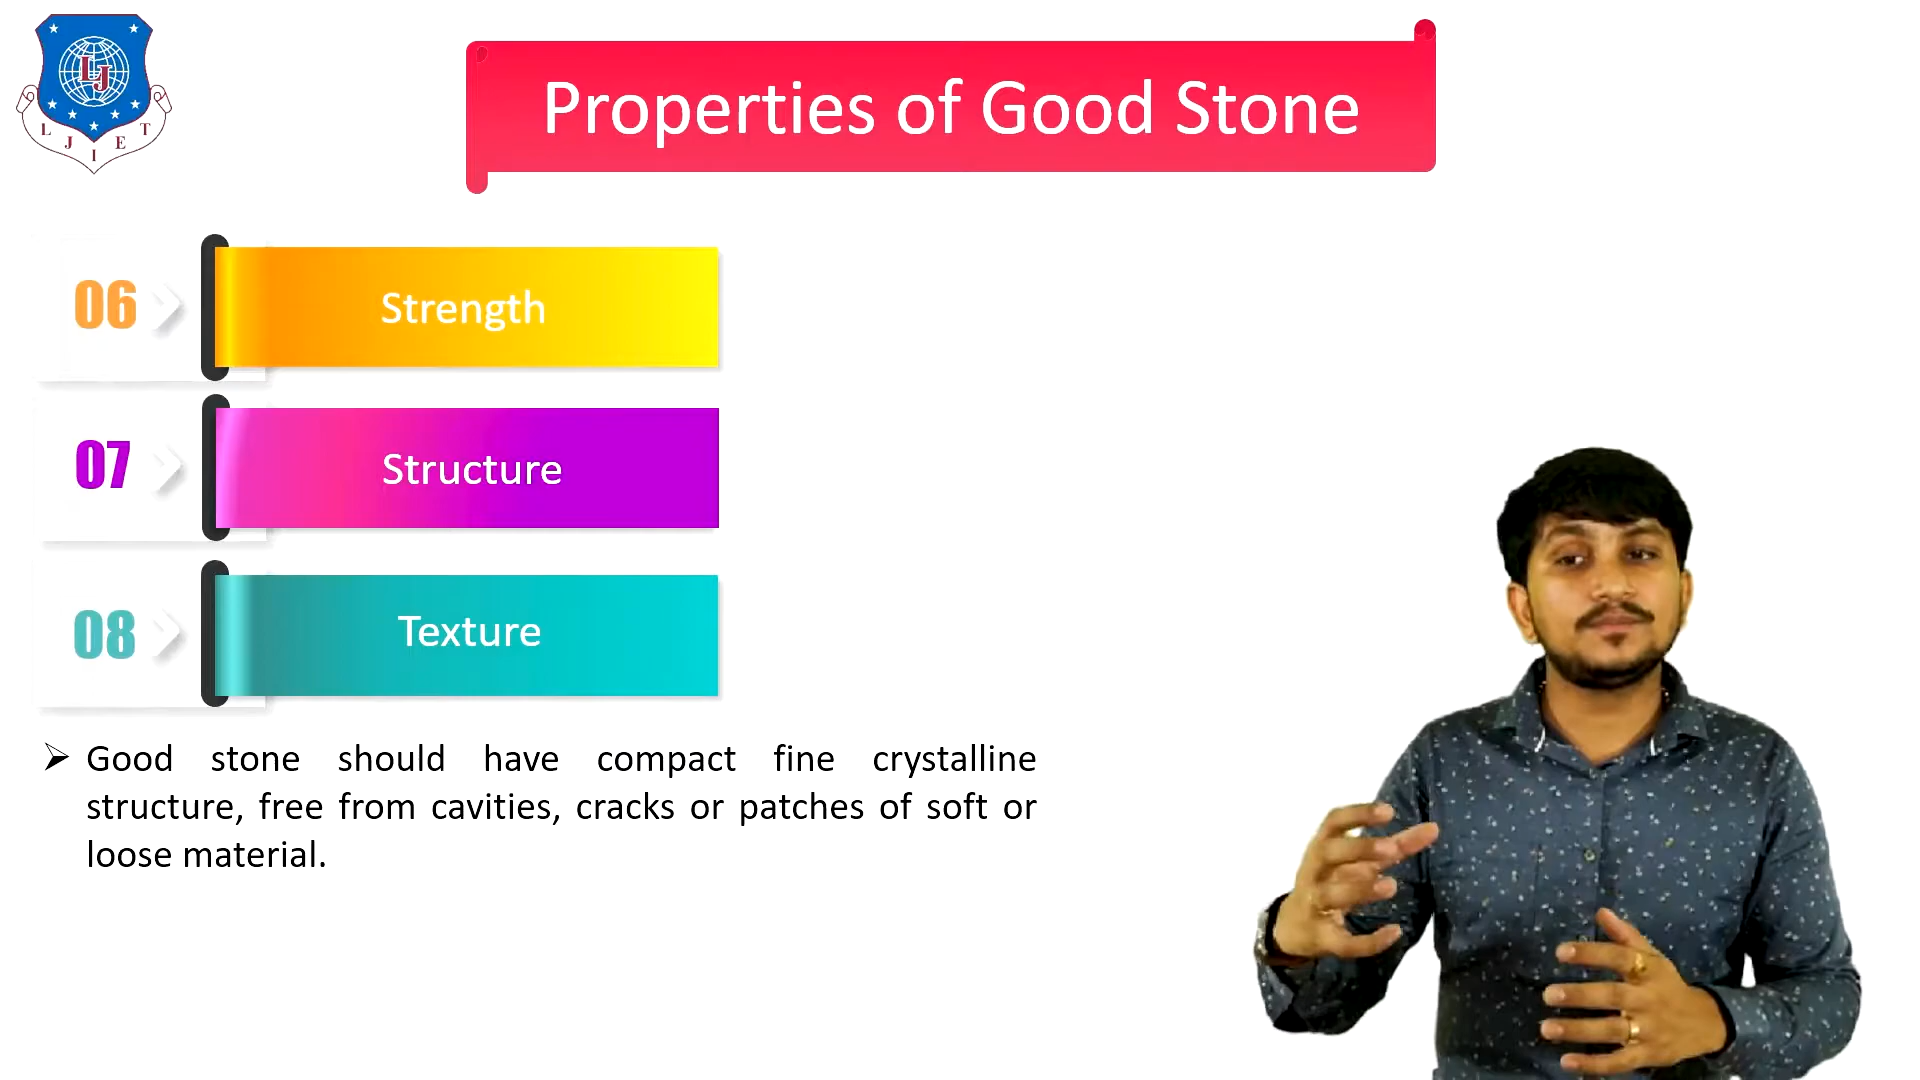 LJ
L J I E T
Properties of Good Stone
06
Strength
07
Structure
08
Texture
Good stone should have compact fine crystalline
structure, free from cavities, cracks or patches of soft or
loose material.